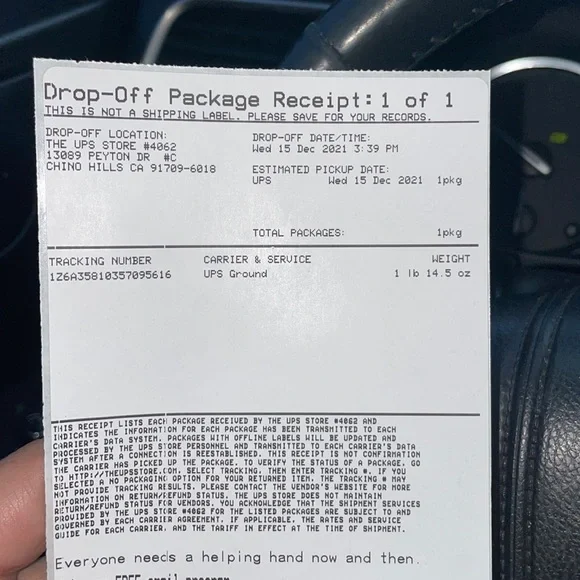 Drop-Off Package Receipt: 1 of 1
THIS IS NOT A SHIPPING LABEL. PLEASE SAVE FOR YOUR RECORDS.
DROP-OFF LOCATION:
THE UPS STORE #4062
13089 PEYTON DR #C
CHINO HILLS CA 91709-6018
DROP-OFF DATE/TIME:
Wed 15 Dec 2021 3:39 PM
ESTIMATED PICKUP DATE:
UPS Wed 15 Dec 2021 1pkg
TOTAL PACKAGES: 1pkg
TRACKING NUMBER CARRIER & SERVICE WEIGHT
1Z6A35810357095616 UPS Ground 1 lb 14.5 oz
THIS RECEIPT LISTS EACH PACKAGE RECEIVED BY THE UPS STORE #4062 AND
INDICATES THE INFORMATION FOR EACH PACKAGE HAS BEEN TRANSMITTED TO EACH
CARRIER'S DATA SYSTEM. PACKAGES WITH OFFLINE LABELS WILL BE UPDATED AND
PROCESSED BY THE UPS STORE PERSONNEL AND TRANSMITTED TO EACH CARRIER'S DATA
SYSTEM AFTER A CONNECTION IS REESTABLISHED. THIS RECEIPT IS NOT CONFIRMATION
THE CARRIER HAS PICKED UP THE PACKAGE. TO VERIFY THE STATUS OF A PACKAGE, GO
TO HTTP://THEUPSSTORE.COM, SELECT TRACKING, THEN ENTER TRACKING #. IF YOU
SELECTED A NO PACKAGING OPTION FOR YOUR RETURNED ITEM, THE TRACKING # MAY
NOT PROVIDE TRACKING RESULTS. PLEASE CONTACT THE VENDOR'S WEBSITE FOR MORE
INFORMATION ON RETURN/REFUND STATUS. THE UPS STORE DOES NOT MAINTAIN
RETURN/REFUND STATUS FOR VENDORS. YOU ACKNOWLEDGE THAT THE SHIPMENT SERVICES
PROVIDED BY THE UPS STORE #4062 FOR THE LISTED PACKAGES ARE SUBJECT TO AND
GOVERNED BY EACH CARRIER AGREEMENT, IF APPLICABLE, THE RATES AND SERVICE
GUIDE FOR EACH CARRIER, AND THE TARIFF IN EFFECT AT THE TIME OF SHIPMENT.
Everyone needs a helping hand now and then.